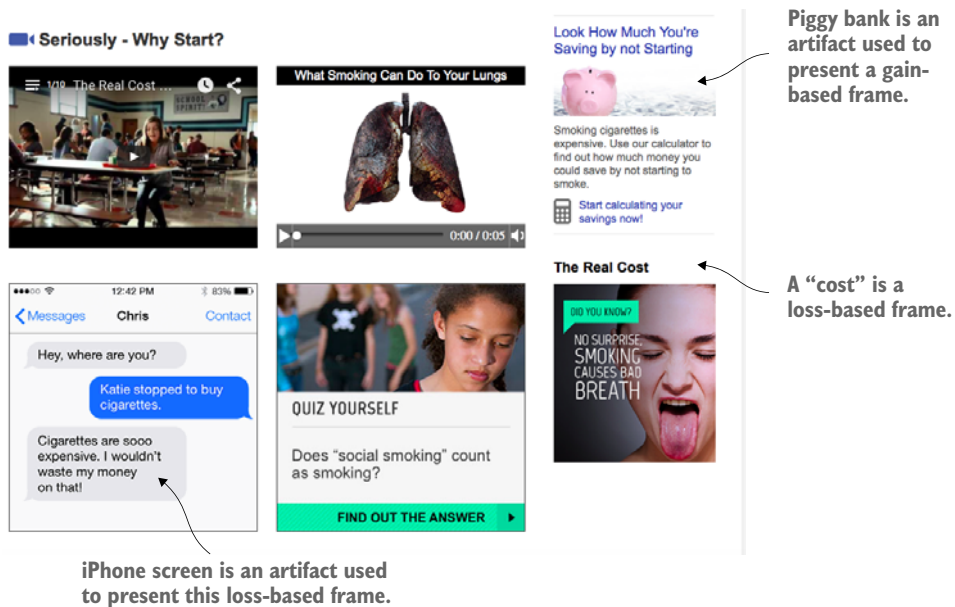 Seriously - Why Start?
1/19 The Real Cost ...
SCHOOL
SPIRIT!
What Smoking Can Do To Your Lungs
0:00 / 0:05
12:42 PM
83%
Messages
Chris
Contact
Hey, where are you?
Katie stopped to buy
cigarettes.
Cigarettes are sooo
expensive. I wouldn't
waste my money
on that!
QUIZ YOURSELF
Does "social smoking" count
as smoking?
FIND OUT THE ANSWER
Look How Much You're
Saving by not Starting
Smoking cigarettes is
expensive. Use our calculator to
find out how much money you
could save by not starting to
smoke.
Start calculating your
savings now!
The Real Cost
DID YOU KNOW?
NO SURPRISE,
SMOKING
CAUSES BAD
BREATH
Piggy bank is an
artifact used to
present a gain-
based frame.
A “cost” is a
loss-based frame.
iPhone screen is an artifact used
to present this loss-based frame.